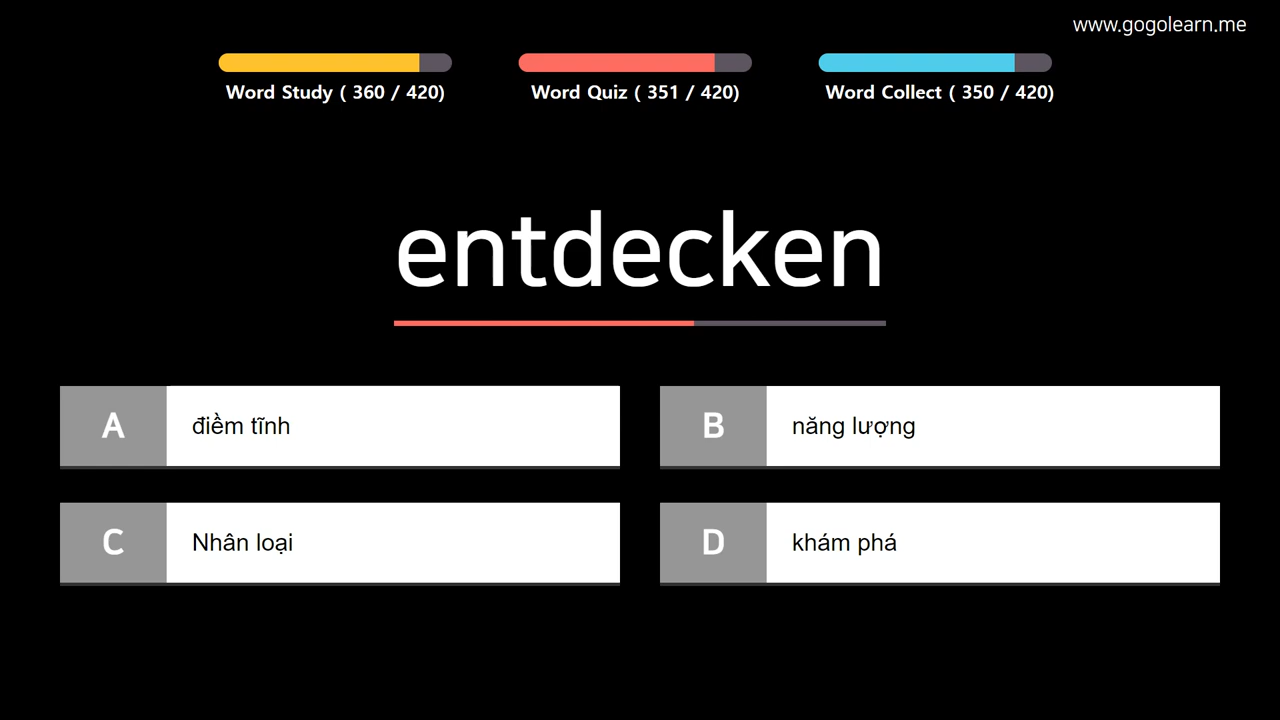 www.gogolearn.me
Word Study ( 360 / 420)
Word Quiz ( 351 / 420)
Word Collect ( 350 / 420)
entdecken
A
điềm tĩnh
B
năng lượng
C
Nhân loại
D
khám phá